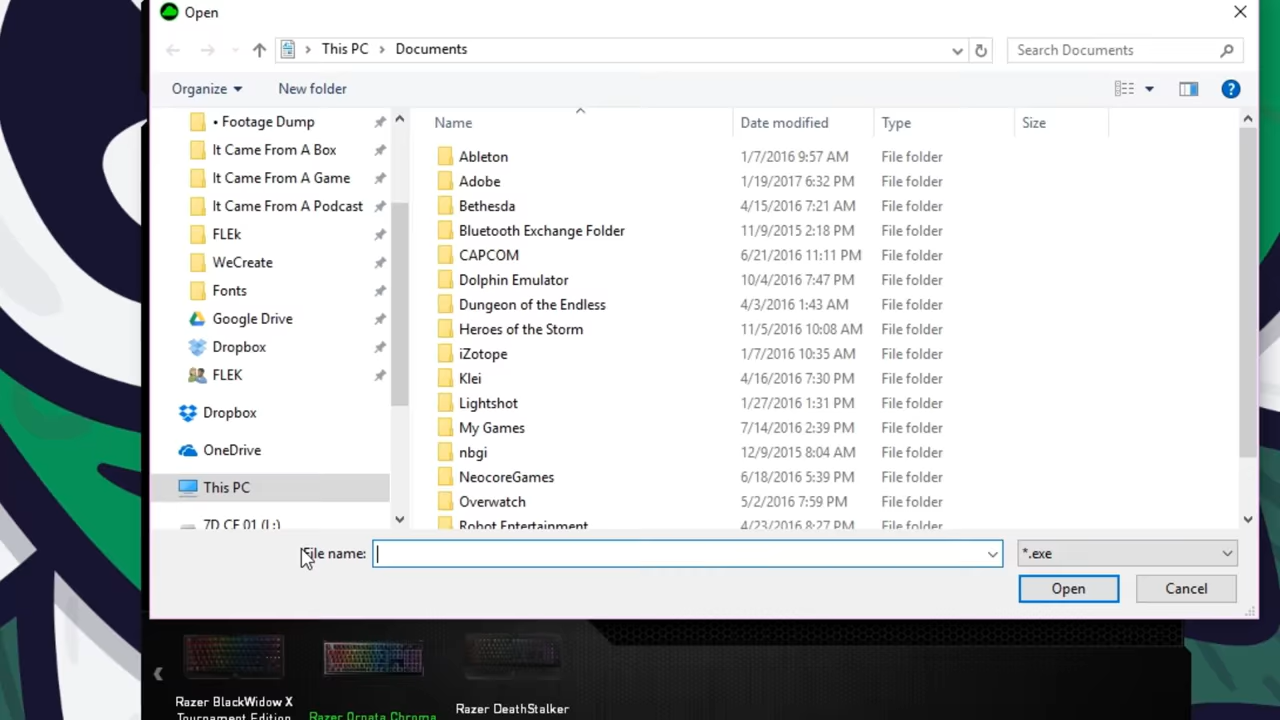 Open
This PC > Documents
Search Documents
Organize
New folder
• Footage Dump
It Came From A Box
It Came From A Game
It Came From A Podcast
FLEk
WeCreate
Fonts
Google Drive
Dropbox
FLEK
Dropbox
OneDrive
This PC
7D CF 01 (L:)
Name Date modified Type Size
Ableton 1/7/2016 9:57 AM File folder
Adobe 1/19/2017 6:32 PM File folder
Bethesda 4/15/2016 7:21 AM File folder
Bluetooth Exchange Folder 11/9/2015 2:18 PM File folder
CAPCOM 6/21/2016 11:11 PM File folder
Dolphin Emulator 10/4/2016 7:47 PM File folder
Dungeon of the Endless 4/3/2016 1:43 AM File folder
Heroes of the Storm 11/5/2016 10:08 AM File folder
iZotope 1/7/2016 10:35 AM File folder
Klei 4/16/2016 7:30 PM File folder
Lightshot 1/27/2016 1:31 PM File folder
My Games 7/14/2016 2:39 PM File folder
nbgi 12/9/2015 8:04 AM File folder
NeocoreGames 6/18/2016 5:39 PM File folder
Overwatch 5/2/2016 7:59 PM File folder
Robot Entertainment 4/23/2016 8:27 PM File folder
File name:
*.exe
Open
Cancel
Razer BlackWidow X
Tournament Edition
Razer Ornata Chroma
Razer DeathStalker